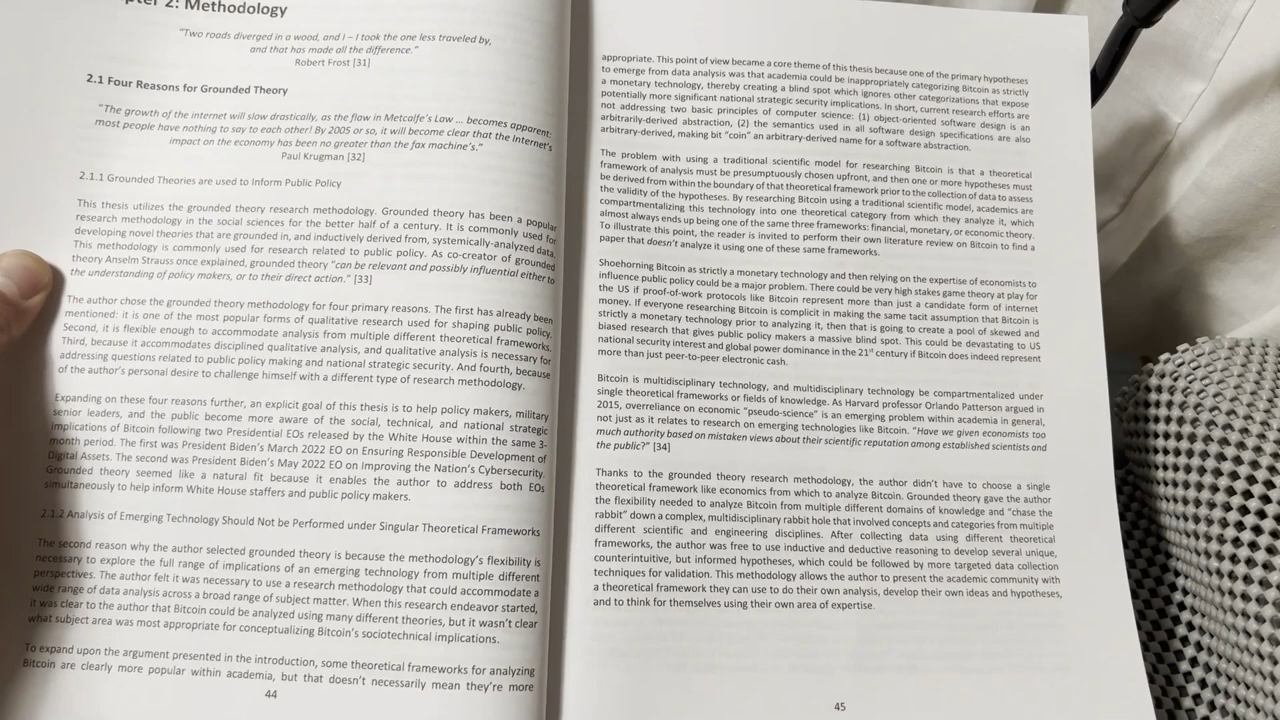 pter 2: Methodology
"Two roads diverged in a wood, and I – I took the one less traveled by,
and that has made all the difference."
Robert Frost [31]
2.1 Four Reasons for Grounded Theory
"The growth of the internet will slow drastically, as the flaw in Metcalfe's Law ... becomes apparent:
most people have nothing to say to each other! By 2005 or so, it will become clear that the Internet's
impact on the economy has been no greater than the fax machine's."
Paul Krugman [32]
2.1.1 Grounded Theories are used to Inform Public Policy
This thesis utilizes the grounded theory research methodology. Grounded theory has been a popular
research methodology in the social sciences for the better half of a century. It is commonly used for
developing novel theories that are grounded in, and inductively derived from, systemically-analyzed data.
This methodology is commonly used for research related to public policy. As co-creator of grounded
theory Anselm Strauss once explained, grounded theory "can be relevant and possibly influential either to
the understanding of policy makers, or to their direct action." [33]
The author chose the grounded theory methodology for four primary reasons. The first has already been
mentioned: it is one of the most popular forms of qualitative research used for shaping public policy.
Second, it is flexible enough to accommodate analysis from multiple different theoretical frameworks.
Third, because it accommodates disciplined qualitative analysis, and qualitative analysis is necessary for
addressing questions related to public policy making and national strategic security. And fourth, because
of the author's personal desire to challenge himself with a different type of research methodology.
Expanding on these four reasons further, an explicit goal of this thesis is to help policy makers, military
senior leaders, and the public become more aware of the social, technical, and national strategic
implications of Bitcoin following two Presidential EOs released by the White House within the same 3-
month period. The first was President Biden's March 2022 EO on Ensuring Responsible Development of
Digital Assets. The second was President Biden's May 2022 EO on Improving the Nation's Cybersecurity.
Grounded theory seemed like a natural fit because it enables the author to address both EOs
simultaneously to help inform White House staffers and public policy makers.
2.1.2 Analysis of Emerging Technology Should Not be Performed under Singular Theoretical Frameworks
The second reason why the author selected grounded theory is because the methodology's flexibility is
necessary to explore the full range of implications of an emerging technology from multiple different
perspectives. The author felt it was necessary to use a research methodology that could accommodate a
wide range of data analysis across a broad range of subject matter. When this research endeavor started,
it was clear to the author that Bitcoin could be analyzed using many different theories, but it wasn't clear
what subject area was most appropriate for conceptualizing Bitcoin's sociotechnical implications.
To expand upon the argument presented in the introduction, some theoretical frameworks for analyzing
Bitcoin are clearly more popular within academia, but that doesn't necessarily mean they're more
44
appropriate. This point of view became a core theme of this thesis because one of the primary hypotheses
to emerge from data analysis was that academia could be inappropriately categorizing Bitcoin as strictly
a monetary technology, thereby creating a blind spot which ignores other categorizations that expose
potentially more significant national strategic security implications. In short, current research efforts are
not addressing two basic principles of computer science: (1) object-oriented software design is an
arbitrarily-derived abstraction, (2) the semantics used in all software design specifications are also
arbitrary-derived, making bit "coin" an arbitrary-derived name for a software abstraction.
The problem with using a traditional scientific model for researching Bitcoin is that a theoretical
framework of analysis must be presumptuously chosen upfront, and then one or more hypotheses must
be derived from within the boundary of that theoretical framework prior to the collection of data to assess
the validity of the hypotheses. By researching Bitcoin using a traditional scientific model, academics are
compartmentalizing this technology into one theoretical category from which they analyze it, which
almost always ends up being one of the same three frameworks: financial, monetary, or economic theory.
To illustrate this point, the reader is invited to perform their own literature review on Bitcoin to find a
paper that doesn't analyze it using one of these same frameworks.
Shoehorning Bitcoin as strictly a monetary technology and then relying on the expertise of economists to
influence public policy could be a major problem. There could be very high stakes game theory at play for
the US if proof-of-work protocols like Bitcoin represent more than just a candidate form of internet
money. If everyone researching Bitcoin is complicit in making the same tacit assumption that Bitcoin is
strictly a monetary technology prior to analyzing it, then that is going to create a pool of skewed and
biased research that gives public policy makers a massive blind spot. This could be devastating to US
national security interest and global power dominance in the 21st century if Bitcoin does indeed represent
more than just peer-to-peer electronic cash.
Bitcoin is multidisciplinary technology, and multidisciplinary technology be compartmentalized under
single theoretical frameworks or fields of knowledge. As Harvard professor Orlando Patterson argued in
2015, overreliance on economic "pseudo-science" is an emerging problem within academia in general,
not just as it relates to research on emerging technologies like Bitcoin. "Have we given economists too
much authority based on mistaken views about their scientific reputation among established scientists and
the public?" [34]
Thanks to the grounded theory research methodology, the author didn't have to choose a single
theoretical framework like economics from which to analyze Bitcoin. Grounded theory gave the author
the flexibility needed to analyze Bitcoin from multiple different domains of knowledge and "chase the
rabbit" down a complex, multidisciplinary rabbit hole that involved concepts and categories from multiple
different scientific and engineering disciplines. After collecting data using different theoretical
frameworks, the author was free to use inductive and deductive reasoning to develop several unique,
counterintuitive, but informed hypotheses, which could be followed by more targeted data collection
techniques for validation. This methodology allows the author to present the academic community with
a theoretical framework they can use to do their own analysis, develop their own ideas and hypotheses,
and to think for themselves using their own area of expertise.
45